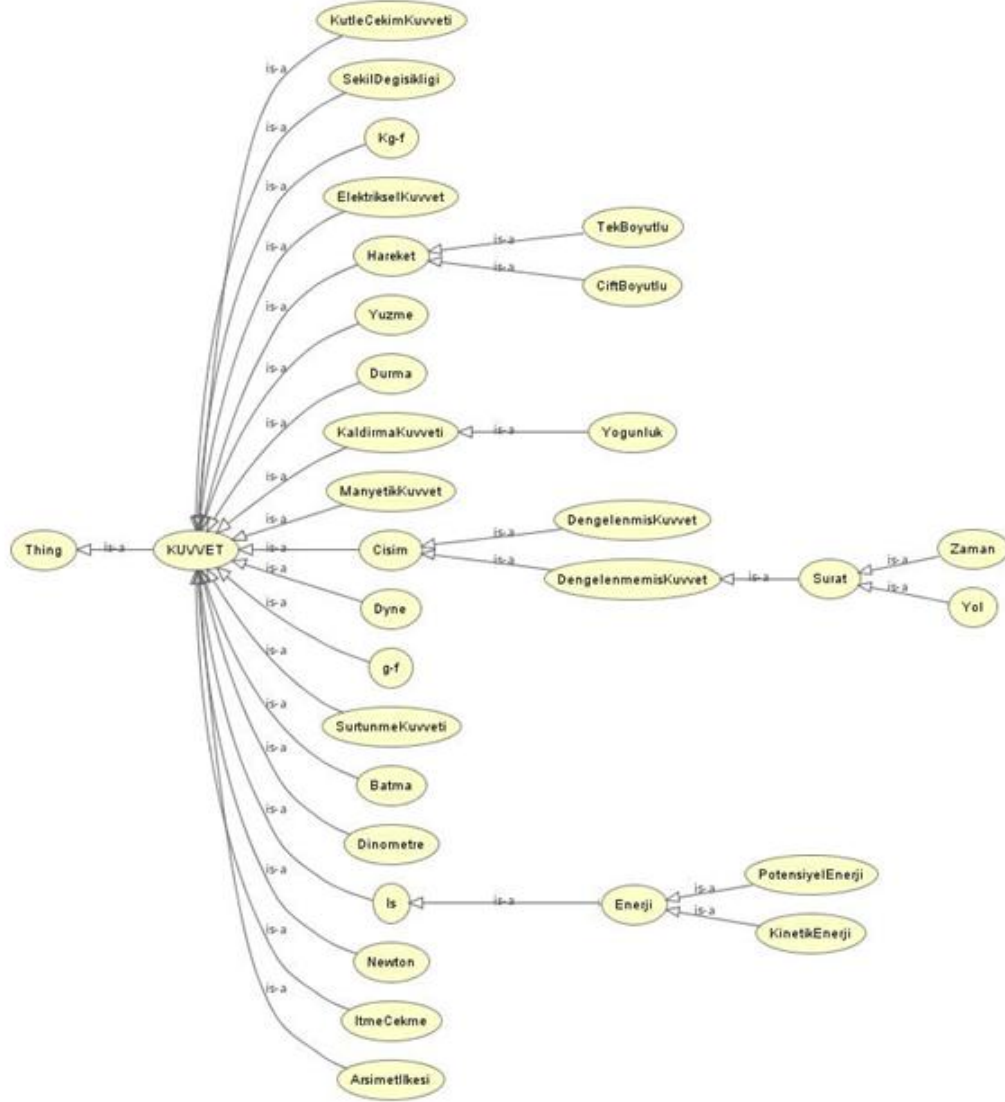 KutleCekimKuvveti
is-a
SekilDegisikligi
is-a
Kg-f
is-a
ElektrikselKuvvet
is-a
TekBoyutlu
is-a
Hareket
is-a
is-a
CiftBoyutlu
Yuzme
is-a
Durma
is-a
KaldirmaKuvveti
is-a
Yogunluk
is-a
ManyetikKuvvet
is-a
DengelenmisKuvvet
is-a
Thing
is-a
KUVVET
is-a
Cisim
is-a
DengelenmemisKuvvet
is-a
Surat
is-a
Zaman
is-a
Yol
is-a
Dyne
is-a
g-f
is-a
SurtunmeKuvveti
is-a
Batma
is-a
Dinometre
is-a
Is
is-a
Enerji
is-a
PotensiyelEnerji
is-a
KinetikEnerji
is-a
Newton
is-a
ItmeCekme
is-a
ArsimetIlkesi